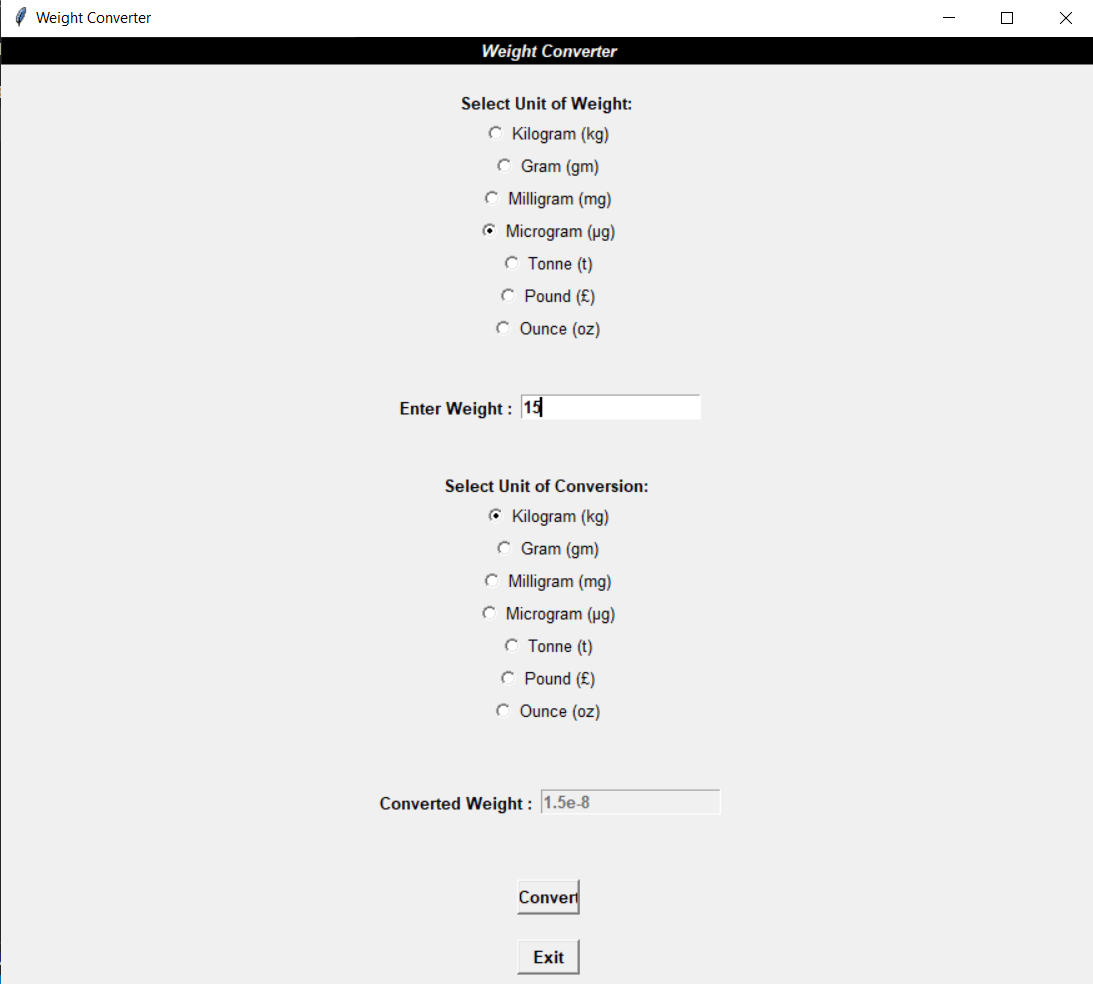 Weight Converter
Weight Converter
Select Unit of Weight:
Kilogram (kg)
Gram (gm)
Milligram (mg)
Microgram (µg)
Tonne (t)
Pound (£)
Ounce (oz)
Enter Weight : 15
Select Unit of Conversion:
Kilogram (kg)
Gram (gm)
Milligram (mg)
Microgram (µg)
Tonne (t)
Pound (£)
Ounce (oz)
Converted Weight : 1.5e-8
Convert
Exit